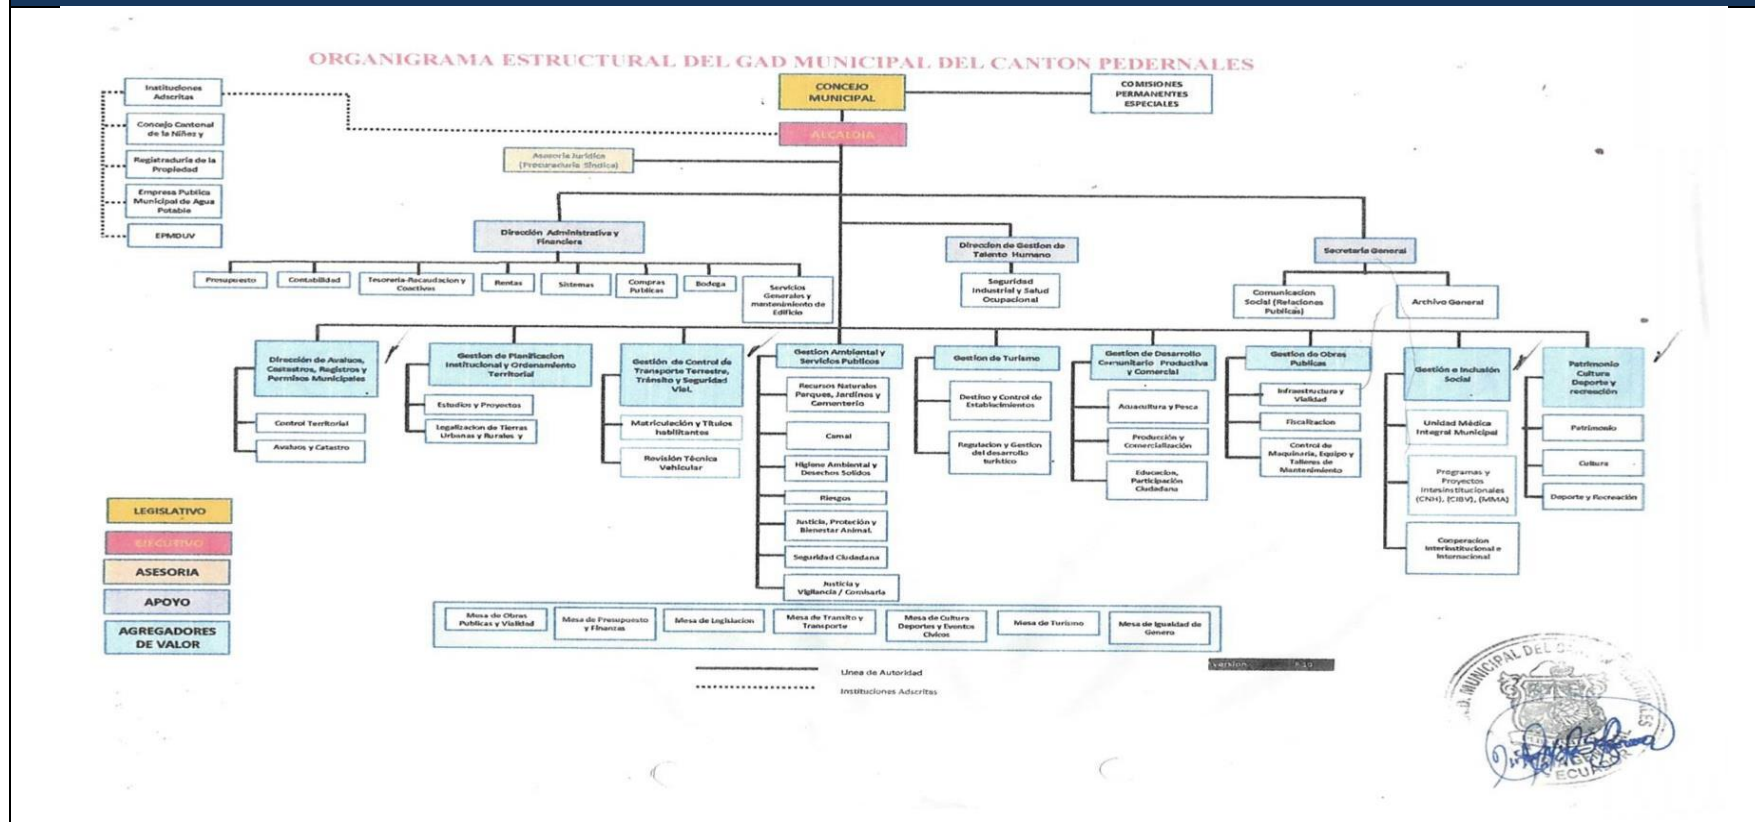 ORGANIGRAMA ESTRUCTURAL DEL GAD MUNICIPAL DEL CANTON PEDERNALES
CONCEJO
MUNICIPAL
COMISIONES
PERMANENTES
ESPECIALES
ALCALDIA
Instituciones
Adscritas
Concejo Cantonal
de la Niñez y
Registraduria de la
Propiedad
Empresa Publica
Municipal de Agua
Potable
EPMDUV
Asesoria Juridica
(Procuraduria Sindica)
Dirección Administrativa y
Financiera
Direccion de Gestion de
Talento Humano
Secretaria General
Presupuesto
Contabilidad
Tesoreria-Recaudacion y
Coactivas
Rentas
Sistemas
Compras
Publicas
Bodega
Servicios
Generales y
mantenimiento de
Edificio
Seguridad
Industrial y Salud
Ocupacional
Comunicacion
Social (Relaciones
Publicas)
Archivo General
Dirección de Avaluos,
Castastros, Registros y
Permisos Municipales
Control Territorial
Avaluos y Catastro
Gestion de Planificacion
Institucional y Ordenamiento
Territorial
Estudios y Proyectos
Legalizacion de Tierras
Urbanas y Rurales y
Gestión de Control de
Transporte Terrestre,
Tránsito y Seguridad
Vial.
Matriculación y Títulos
habilitantes
Revisión Técnica
Vehicular
Gestion Ambiental y
Servicios Publicos
Recursos Naturales
Parques, Jardines y
Cementerio
Camal
Higiene Ambiental y
Desechos Solidos
Riesgos
Justicia, Proteción y
Bienestar Animal.
Seguridad Ciudadana
Justicia y
Vigilancia / Comisaria
Gestion de Turismo
Destino y Control de
Establecimientos
Regulacion y Gestion
del desarrollo
turistico
Gestion de Desarrollo
Comunitario Productiva
y Comercial
Acuacultura y Pesca
Producción y
Comercialización
Educacion,
Participación
Ciudadana
Gestion de Obras
Publicas
Infraestructura y
Vialidad
Fiscalizacion
Control de
Maquinaria, Equipo y
Talleres de
Mantenimiento
Gestión e Inclusión
Social
Unidad Médica
Integral Municipal
Programas y
Proyectos
Intesinstitucionales
(CNH), (CIBV), (MMA)
Cooperacion
Interinstitucional e
Internacional
Patrimonio
Cultura
Deporte y
recreación
Patrimonio
Cultura
Deporte y Recreación
LEGISLATIVO
EJECUTIVO
ASESORIA
APOYO
AGREGADORES
DE VALOR
Mesa de Obras
Publicas y Vialidad
Mesa de Presupuesto
y Finanzas
Mesa de Legislacion
Mesa de Transito y
Transporte
Mesa de Cultura
Deportes y Eventos
Civicos
Mesa de Turismo
Mesa de Igualdad de
Genero
Linea de Autoridad
Instituciones Adscritas
version
MUNICIPAL DEL
ECUADOR